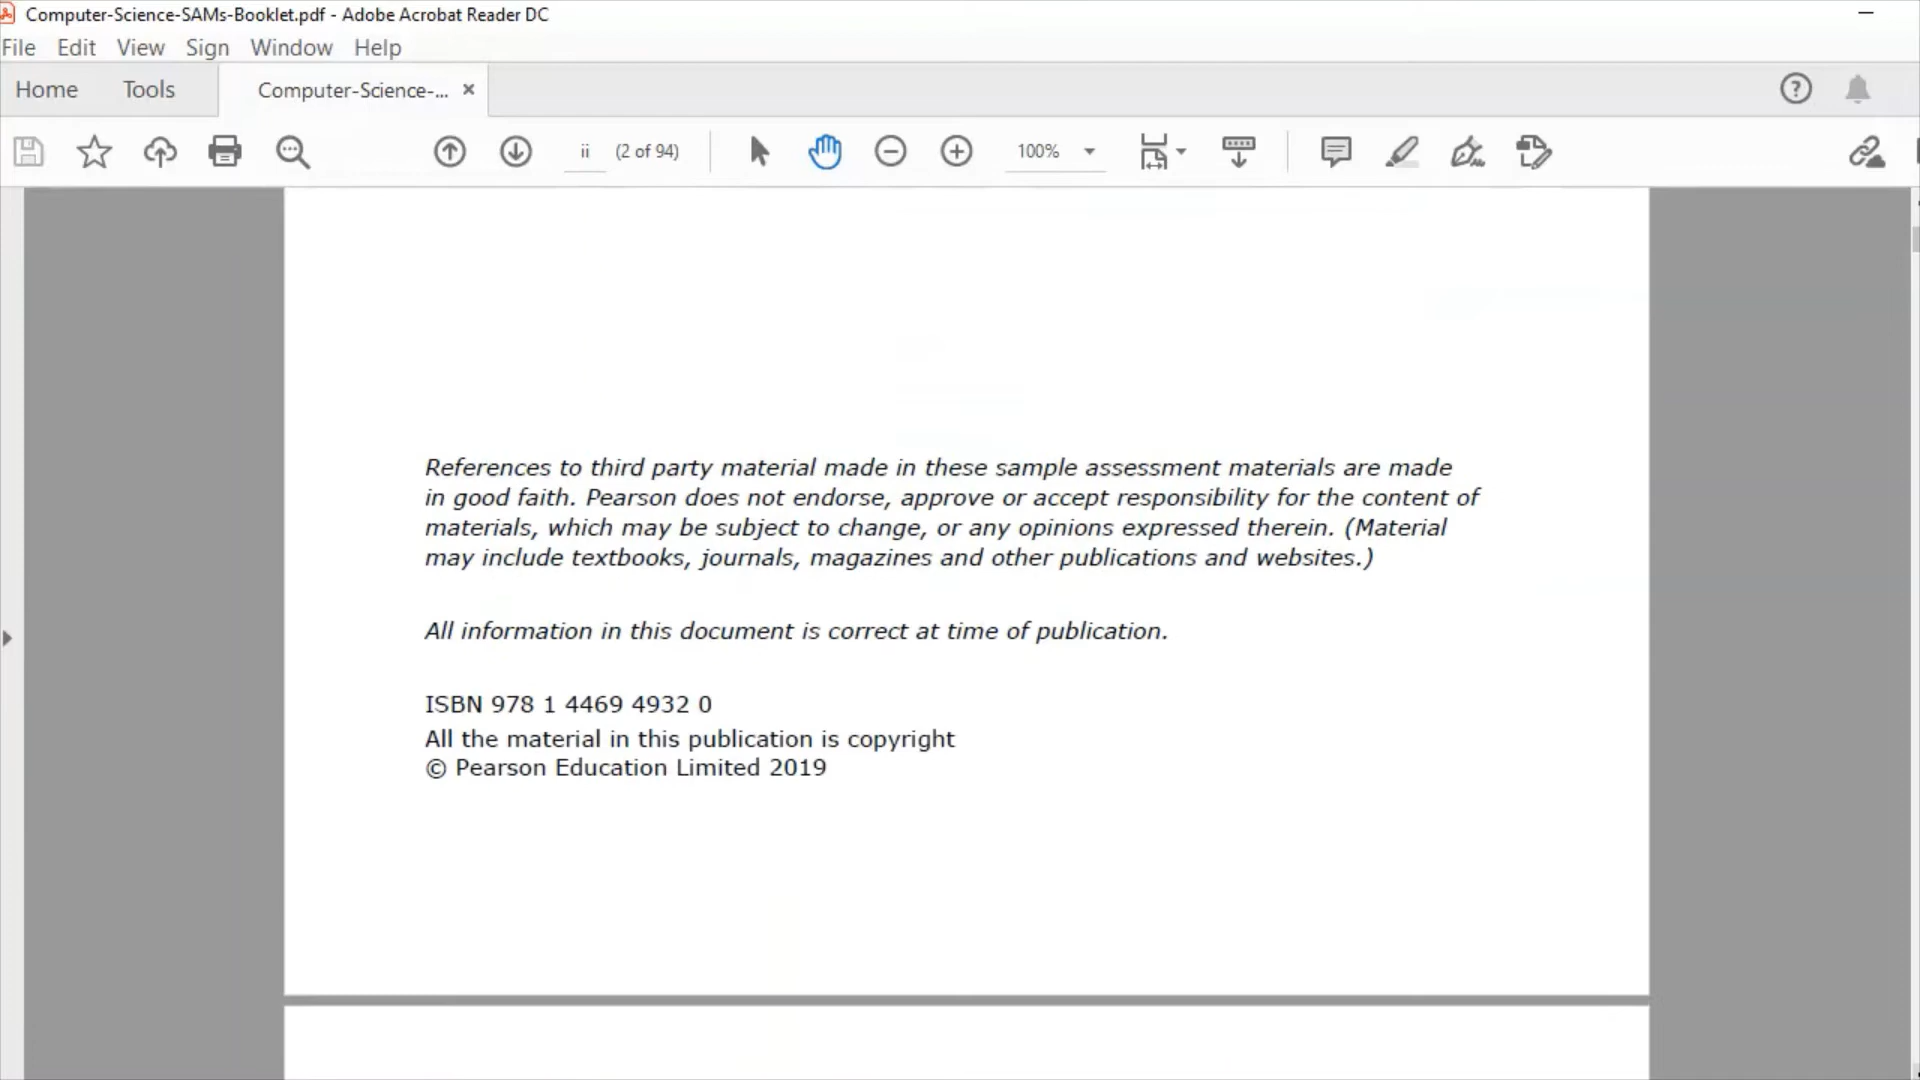 Computer-Science-SAMs-Booklet.pdf - Adobe Acrobat Reader DC
File Edit View Sign Window Help
Home Tools Computer-Science-... ×
ii (2 of 94) 100%
References to third party material made in these sample assessment materials are made
in good faith. Pearson does not endorse, approve or accept responsibility for the content of
materials, which may be subject to change, or any opinions expressed therein. (Material
may include textbooks, journals, magazines and other publications and websites.)
All information in this document is correct at time of publication.
ISBN 978 1 4469 4932 0
All the material in this publication is copyright
© Pearson Education Limited 2019